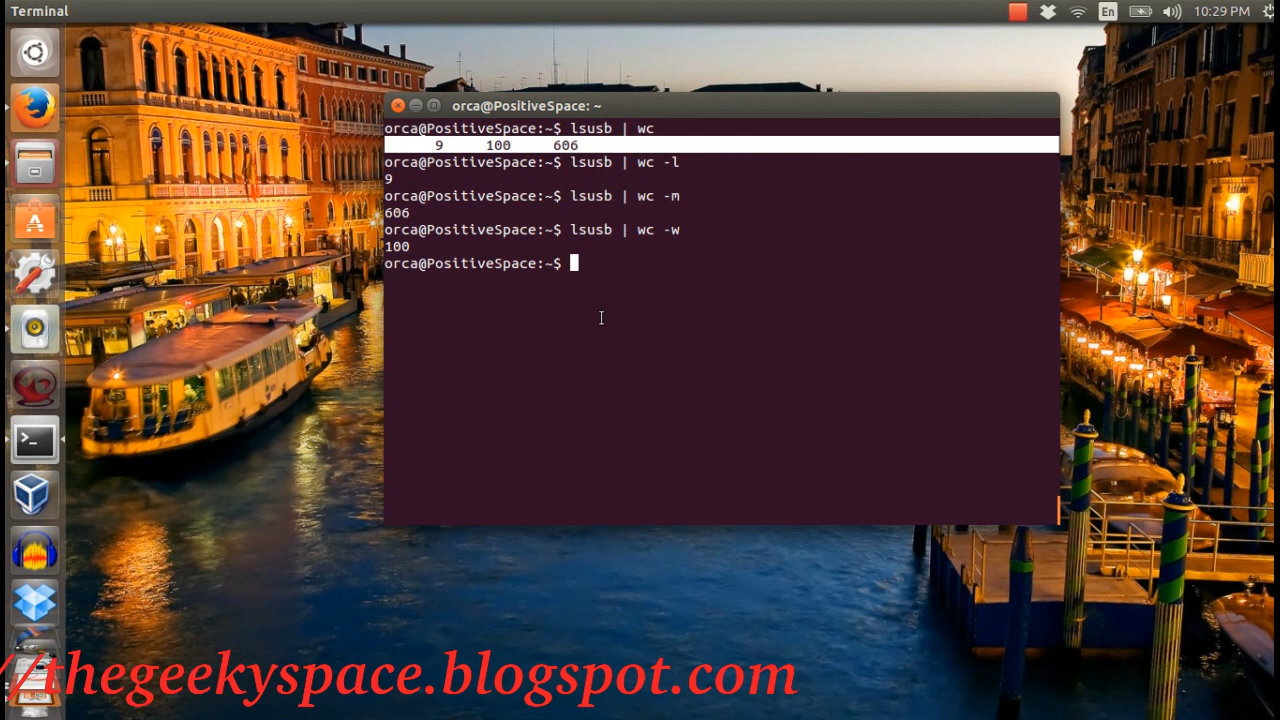 Terminal
En
10:29 PM
orca@PositiveSpace: ~
orca@PositiveSpace:~$ lsusb | wc
9 100 606
orca@PositiveSpace:~$ lsusb | wc -l
9
orca@PositiveSpace:~$ lsusb | wc -m
606
orca@PositiveSpace:~$ lsusb | wc -w
100
orca@PositiveSpace:~$
>_
//thegeekyspace.blogspot.com